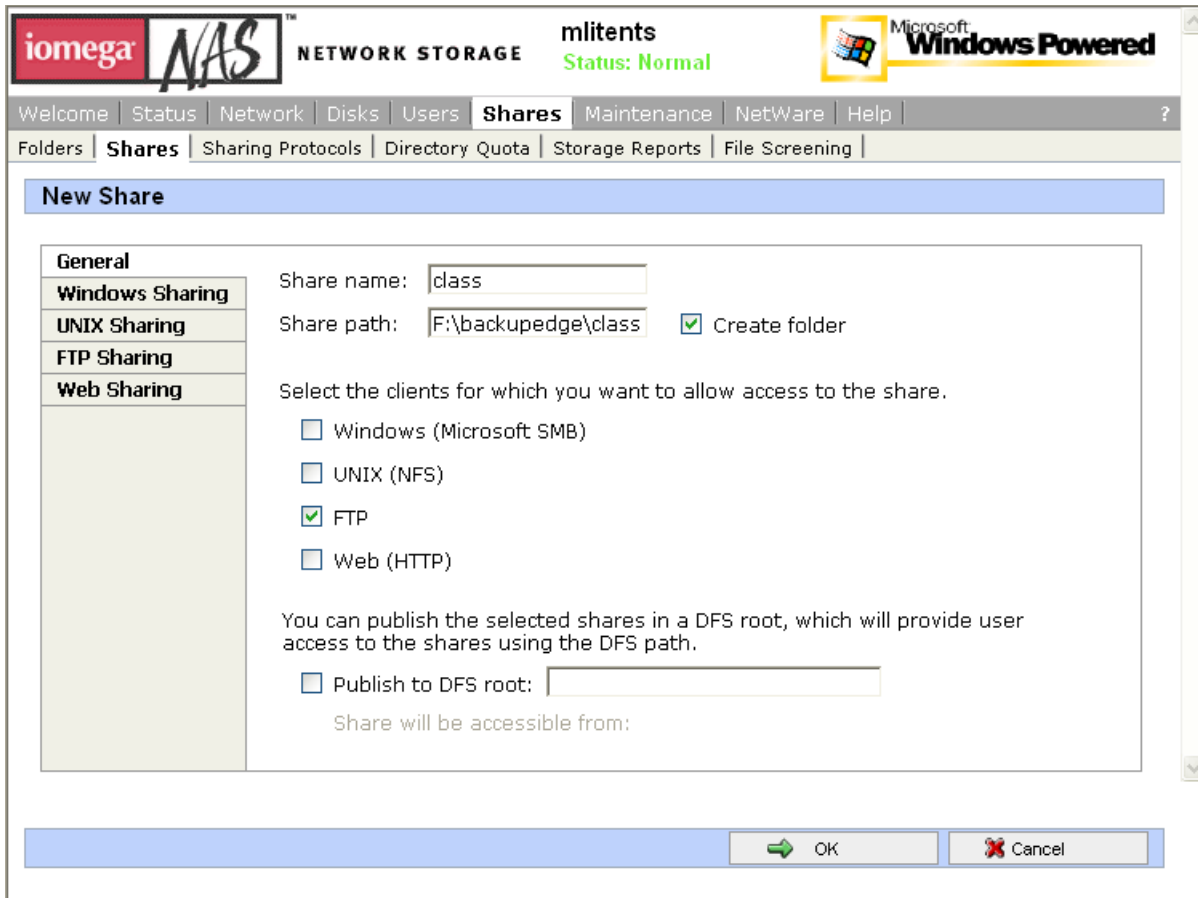 iomega NAS™ NETWORK STORAGE
mlitents
Status: Normal
Microsoft
Windows Powered
Welcome | Status | Network | Disks | Users | Shares | Maintenance | NetWare | Help | ?
Folders | Shares | Sharing Protocols | Directory Quota | Storage Reports | File Screening |
New Share
General
Windows Sharing
UNIX Sharing
FTP Sharing
Web Sharing
Share name: class
Share path: F:\backupedge\class Create folder
Select the clients for which you want to allow access to the share.
Windows (Microsoft SMB)
UNIX (NFS)
FTP
Web (HTTP)
You can publish the selected shares in a DFS root, which will provide user
access to the shares using the DFS path.
Publish to DFS root:
Share will be accessible from:
OK Cancel